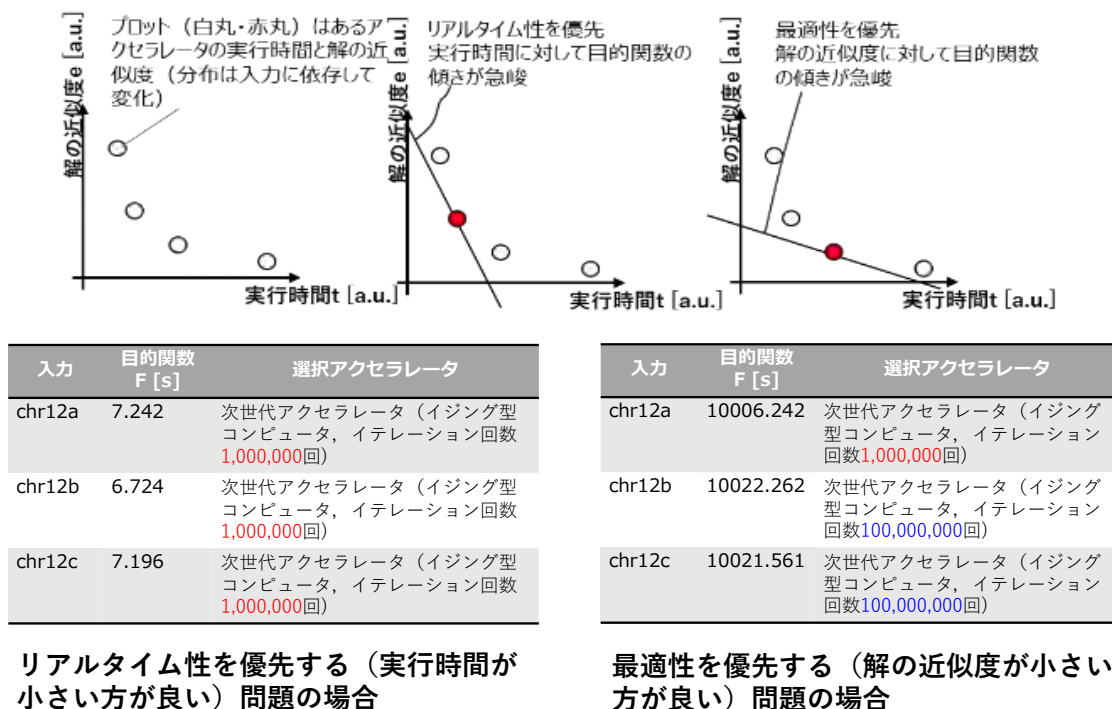 プロット（白丸・赤丸）はあるア
クセラレータの実行時間と解の近
似度（分布は入力に依存して
変化）
解の近似度e [a.u.]
実行時間t [a.u.]
リアルタイム性を優先
実行時間に対して目的関数の
傾きが急峻
解の近似度e [a.u.]
実行時間t [a.u.]
最適性を優先
解の近似度に対して目的関数
の傾きが急峻
解の近似度e [a.u.]
実行時間t [a.u.]
入力 目的関数 F [s] 選択アクセラレータ
chr12a 7.242 次世代アクセラレータ（イジング型
コンピュータ，イテレーション回数
1,000,000回）
chr12b 6.724 次世代アクセラレータ（イジング型
コンピュータ，イテレーション回数
1,000,000回）
chr12c 7.196 次世代アクセラレータ（イジング型
コンピュータ，イテレーション回数
1,000,000回）
リアルタイム性を優先する（実行時間が
小さい方が良い）問題の場合
入力 目的関数 F [s] 選択アクセラレータ
chr12a 10006.242 次世代アクセラレータ（イジング
型コンピュータ，イテレーション
回数1,000,000回）
chr12b 10022.262 次世代アクセラレータ（イジング
型コンピュータ，イテレーション
回数100,000,000回）
chr12c 10021.561 次世代アクセラレータ（イジング
型コンピュータ，イテレーション
回数100,000,000回）
最適性を優先する（解の近似度が小さい
方が良い）問題の場合